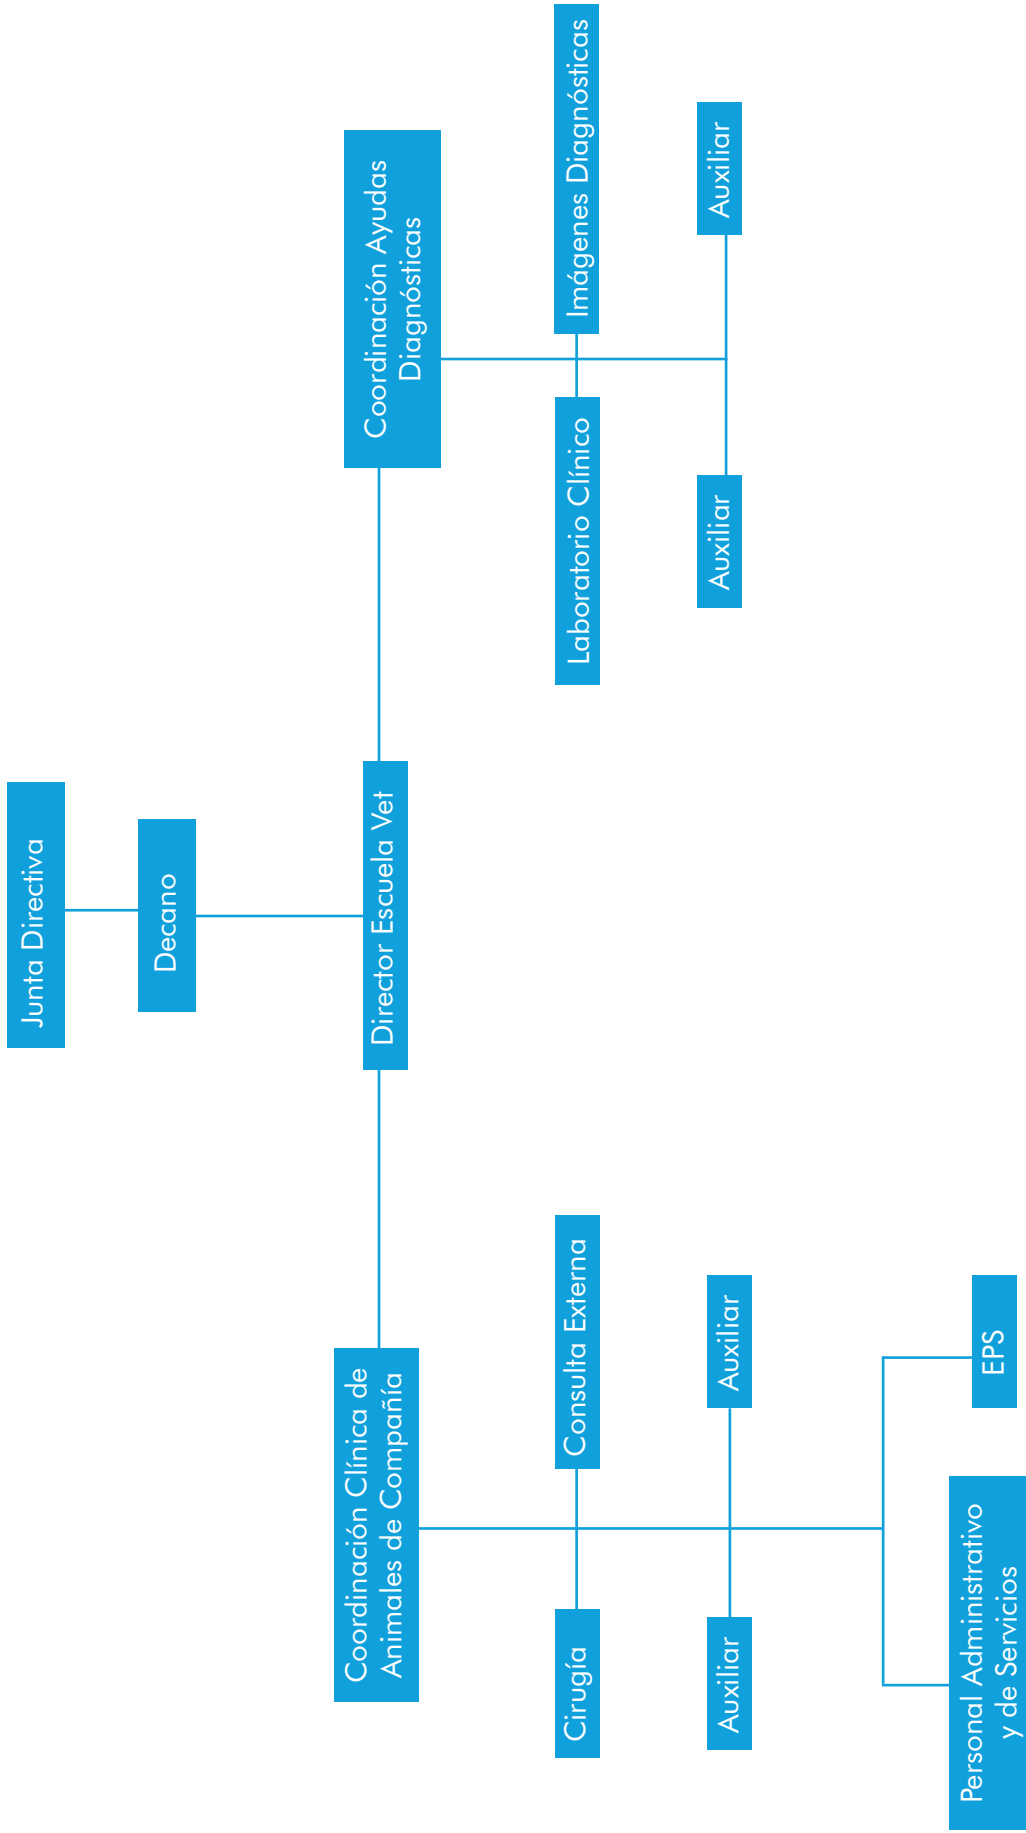 Junta Directiva
Decano
Director Escuela Vet
Coordinación Clínica de
Animales de Compañía
Coordinación Ayudas
Diagnósticas
Cirugía
Consulta Externa
Laboratorio Clínico
Imágenes Diagnósticas
Auxiliar
Auxiliar
Auxiliar
Auxiliar
Personal Administrativo
y de Servicios
EPS